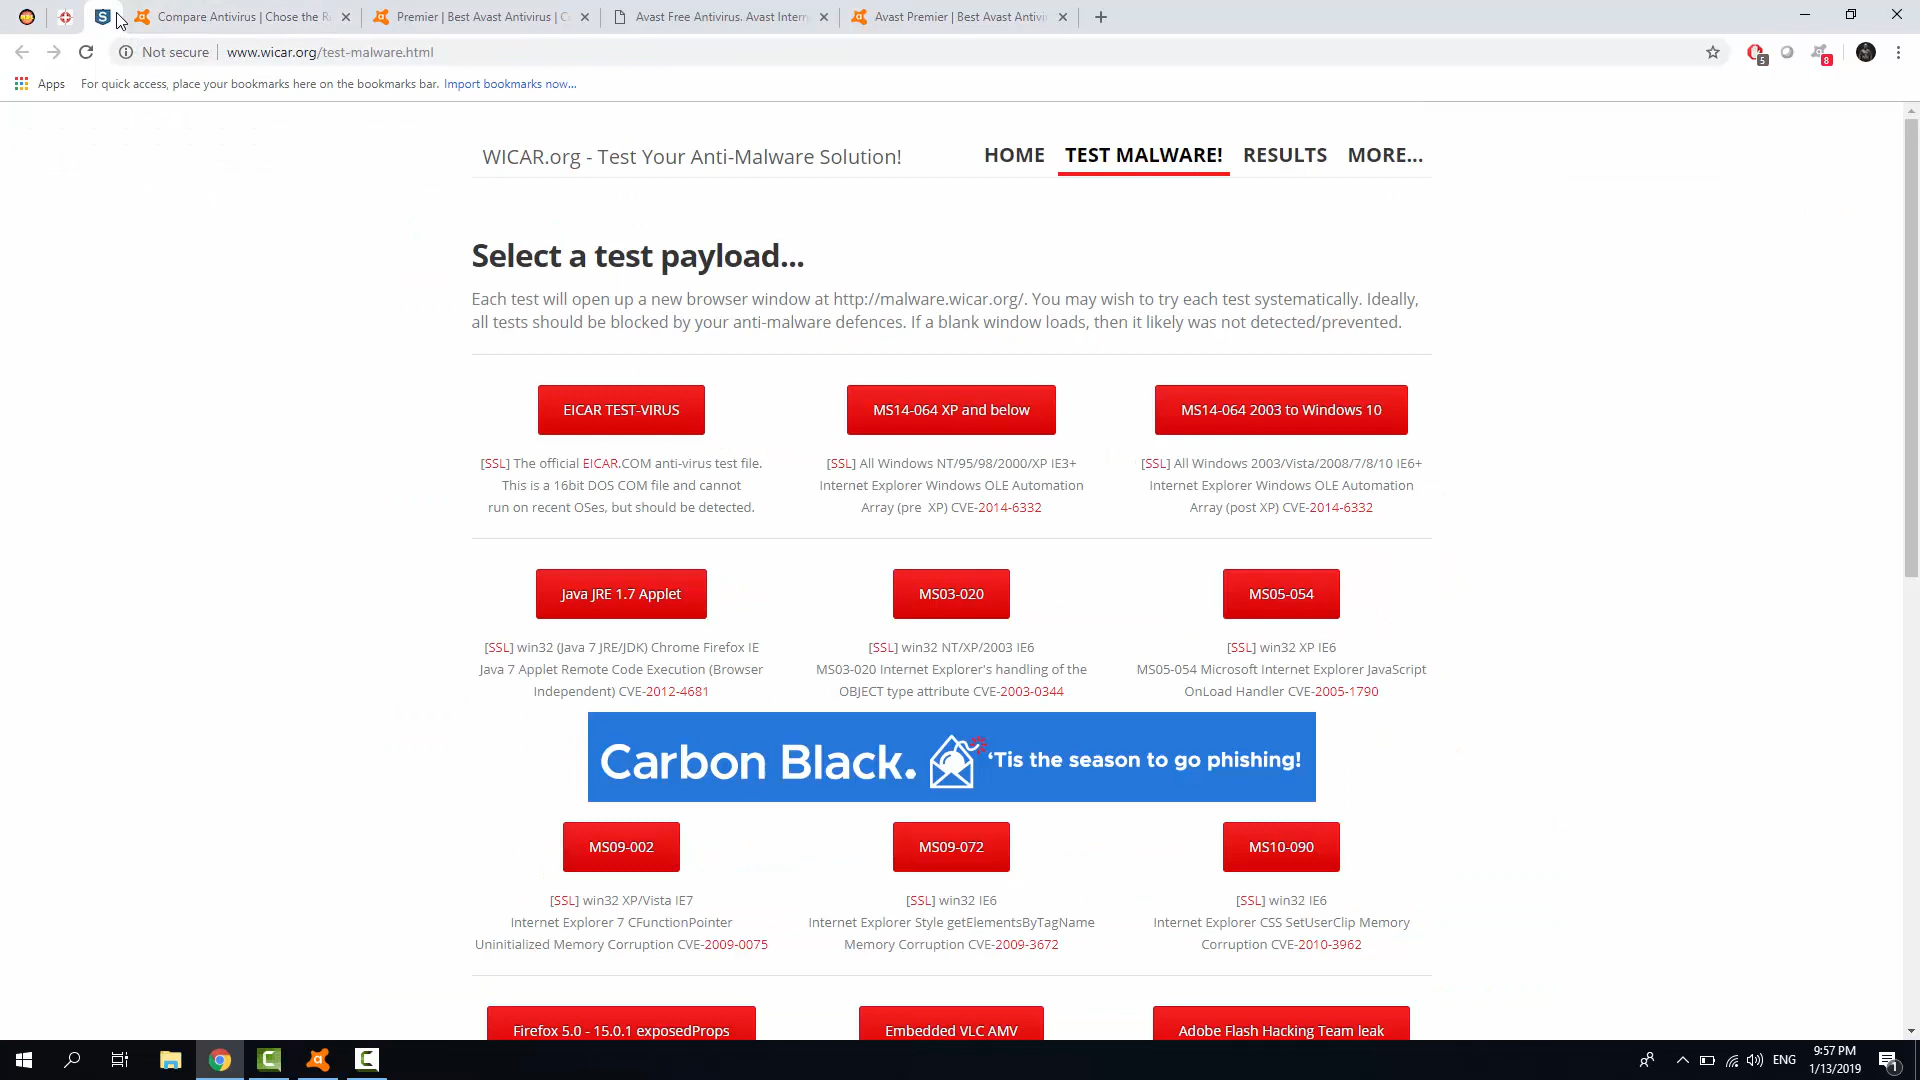 Compare Antivirus | Chose the R
Premier | Best Avast Antivirus | C
Avast Free Antivirus. Avast Intern
Avast Premier | Best Avast Antivi
Not secure
www.wicar.org/test-malware.html
5
8
Apps
For quick access, place your bookmarks here on the bookmarks bar. Import bookmarks now...
WICAR.org - Test Your Anti-Malware Solution!
HOME
TEST MALWARE!
RESULTS
MORE...
Select a test payload...
Each test will open up a new browser window at http://malware.wicar.org/. You may wish to try each test systematically. Ideally,
all tests should be blocked by your anti-malware defences. If a blank window loads, then it likely was not detected/prevented.
EICAR TEST-VIRUS
[SSL] The official EICAR.COM anti-virus test file.
This is a 16bit DOS COM file and cannot
run on recent OSes, but should be detected.
MS14-064 XP and below
[SSL] All Windows NT/95/98/2000/XP IE3+
Internet Explorer Windows OLE Automation
Array (pre XP) CVE-2014-6332
MS14-064 2003 to Windows 10
[SSL] All Windows 2003/Vista/2008/7/8/10 IE6+
Internet Explorer Windows OLE Automation
Array (post XP) CVE-2014-6332
Java JRE 1.7 Applet
[SSL] win32 (Java 7 JRE/JDK) Chrome Firefox IE
Java 7 Applet Remote Code Execution (Browser
Independent) CVE-2012-4681
MS03-020
[SSL] win32 NT/XP/2003 IE6
MS03-020 Internet Explorer's handling of the
OBJECT type attribute CVE-2003-0344
MS05-054
[SSL] win32 XP IE6
MS05-054 Microsoft Internet Explorer JavaScript
OnLoad Handler CVE-2005-1790
Carbon Black.
'Tis the season to go phishing!
MS09-002
[SSL] win32 XP/Vista IE7
Internet Explorer 7 CFunctionPointer
Uninitialized Memory Corruption CVE-2009-0075
MS09-072
[SSL] win32 IE6
Internet Explorer Style getElementsByTagName
Memory Corruption CVE-2009-3672
MS10-090
[SSL] win32 IE6
Internet Explorer CSS SetUserClip Memory
Corruption CVE-2010-3962
Firefox 5.0 - 15.0.1 exposedProps
Embedded VLC AMV
Adobe Flash Hacking Team leak
ENG
9:57 PM
1/13/2019
1